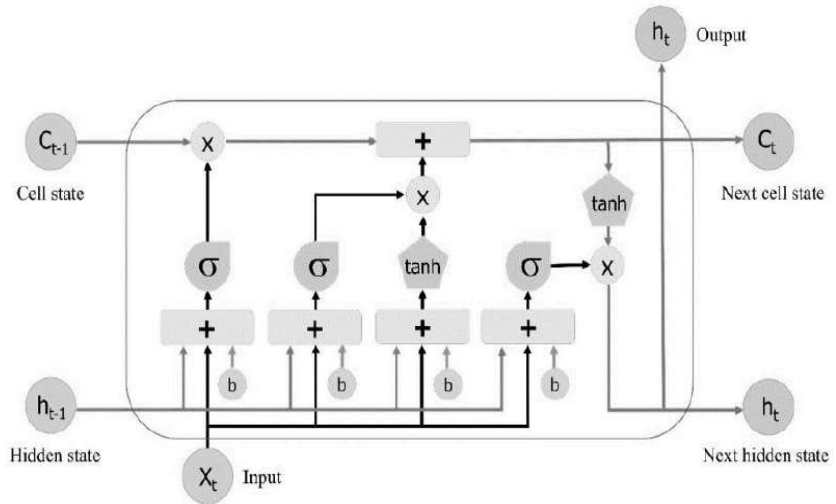 hₜ Output
Cₜ₋₁ x + Cₜ
Cell state Next cell state
x tanh
σ σ tanh σ x
+ + + +
b b b b
hₜ₋₁ hₜ
Hidden state Next hidden state
Xₜ Input